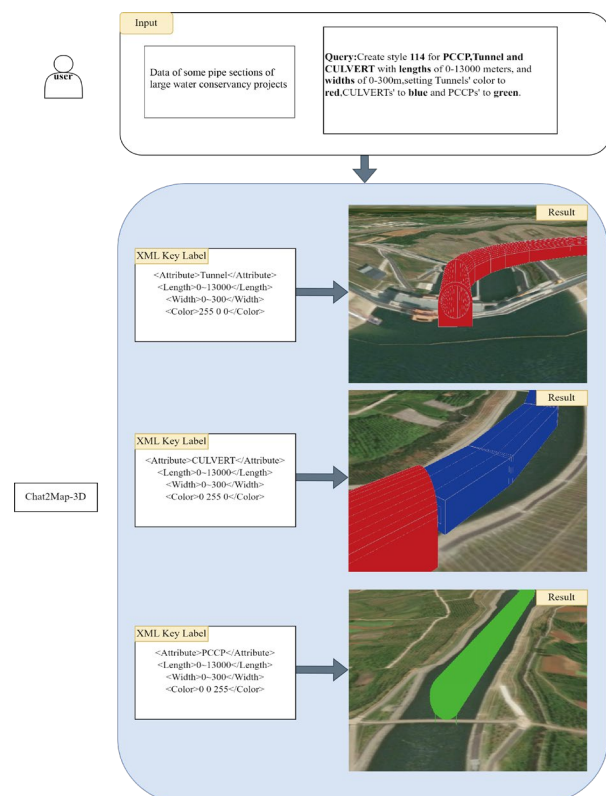 Input
user
Data of some pipe sections of
large water conservancy projects
Query:Create style 114 for PCCP,Tunnel and
CULVERT with lengths of 0-13000 meters, and
widths of 0-300m,setting Tunnels' color to
red,CULVERTs' to blue and PCCPs' to green.
Result
XML Key Label
<Attribute>Tunnel</Attribute>
<Length>0~13000</Length>
<Width>0~300</Width>
<Color>255 0 0</Color>
Result
XML Key Label
<Attribute>CULVERT</Attribute>
<Length>0~13000</Length>
<Width>0~300</Width>
<Color>0 255 0</Color>
Chat2Map-3D
Result
XML Key Label
<Attribute>PCCP</Attribute>
<Length>0~13000</Length>
<Width>0~300</Width>
<Color>0 0 255</Color>